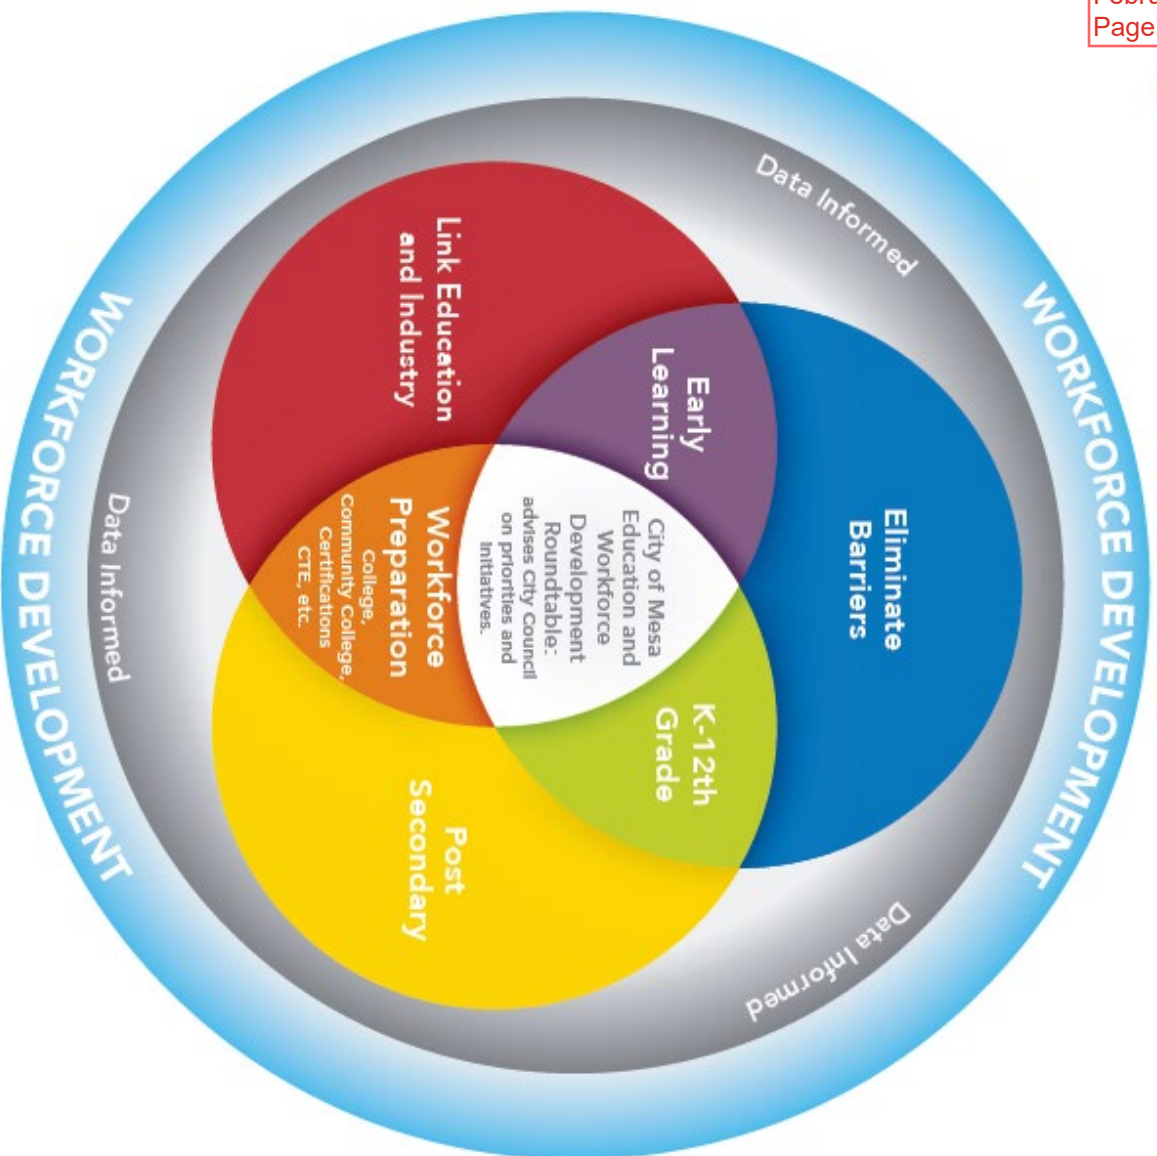 Page
WORKFORCE DEVELOPMENT
Data Informed
Eliminate
Barriers
Early
Learning
K-12th
Grade
City of Mesa
Education and
Workforce
Development
Roundtable:
advises City Council
on priorities and
Initiatives.
Link Education
and Industry
Workforce
Preparation
College,
Community College,
Certifications
CTE, etc.
Post
Secondary
Data Informed
Data Informed
WORKFORCE DEVELOPMENT